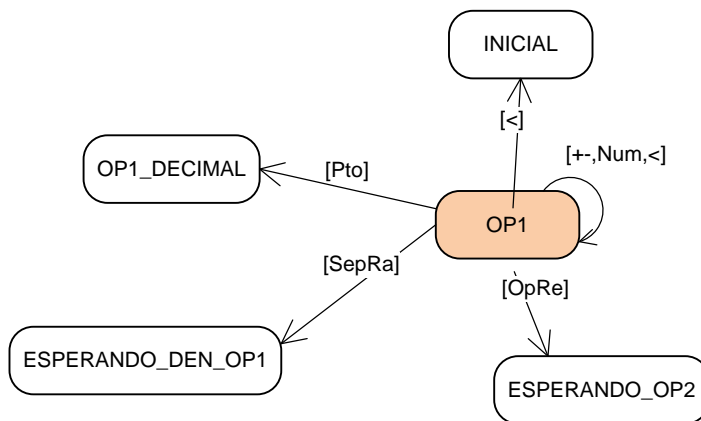 INICIAL
[<]
[+-,Num,<]
OP1_DECIMAL
[Pto]
OP1
[SepRa]
[OpRe]
ESPERANDO_DEN_OP1
ESPERANDO_OP2